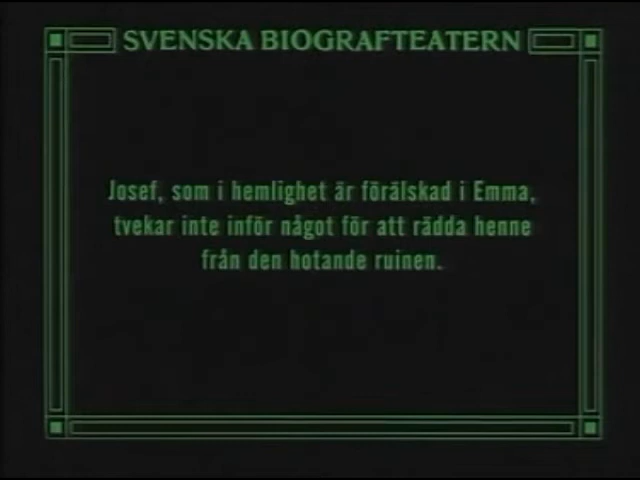 SVENSKA BIOGRAFTEATERN
Josef, som i hemlighet är förälskad i Emma,
tvekar inte inför något för att rädda henne
från den hotande ruinen.